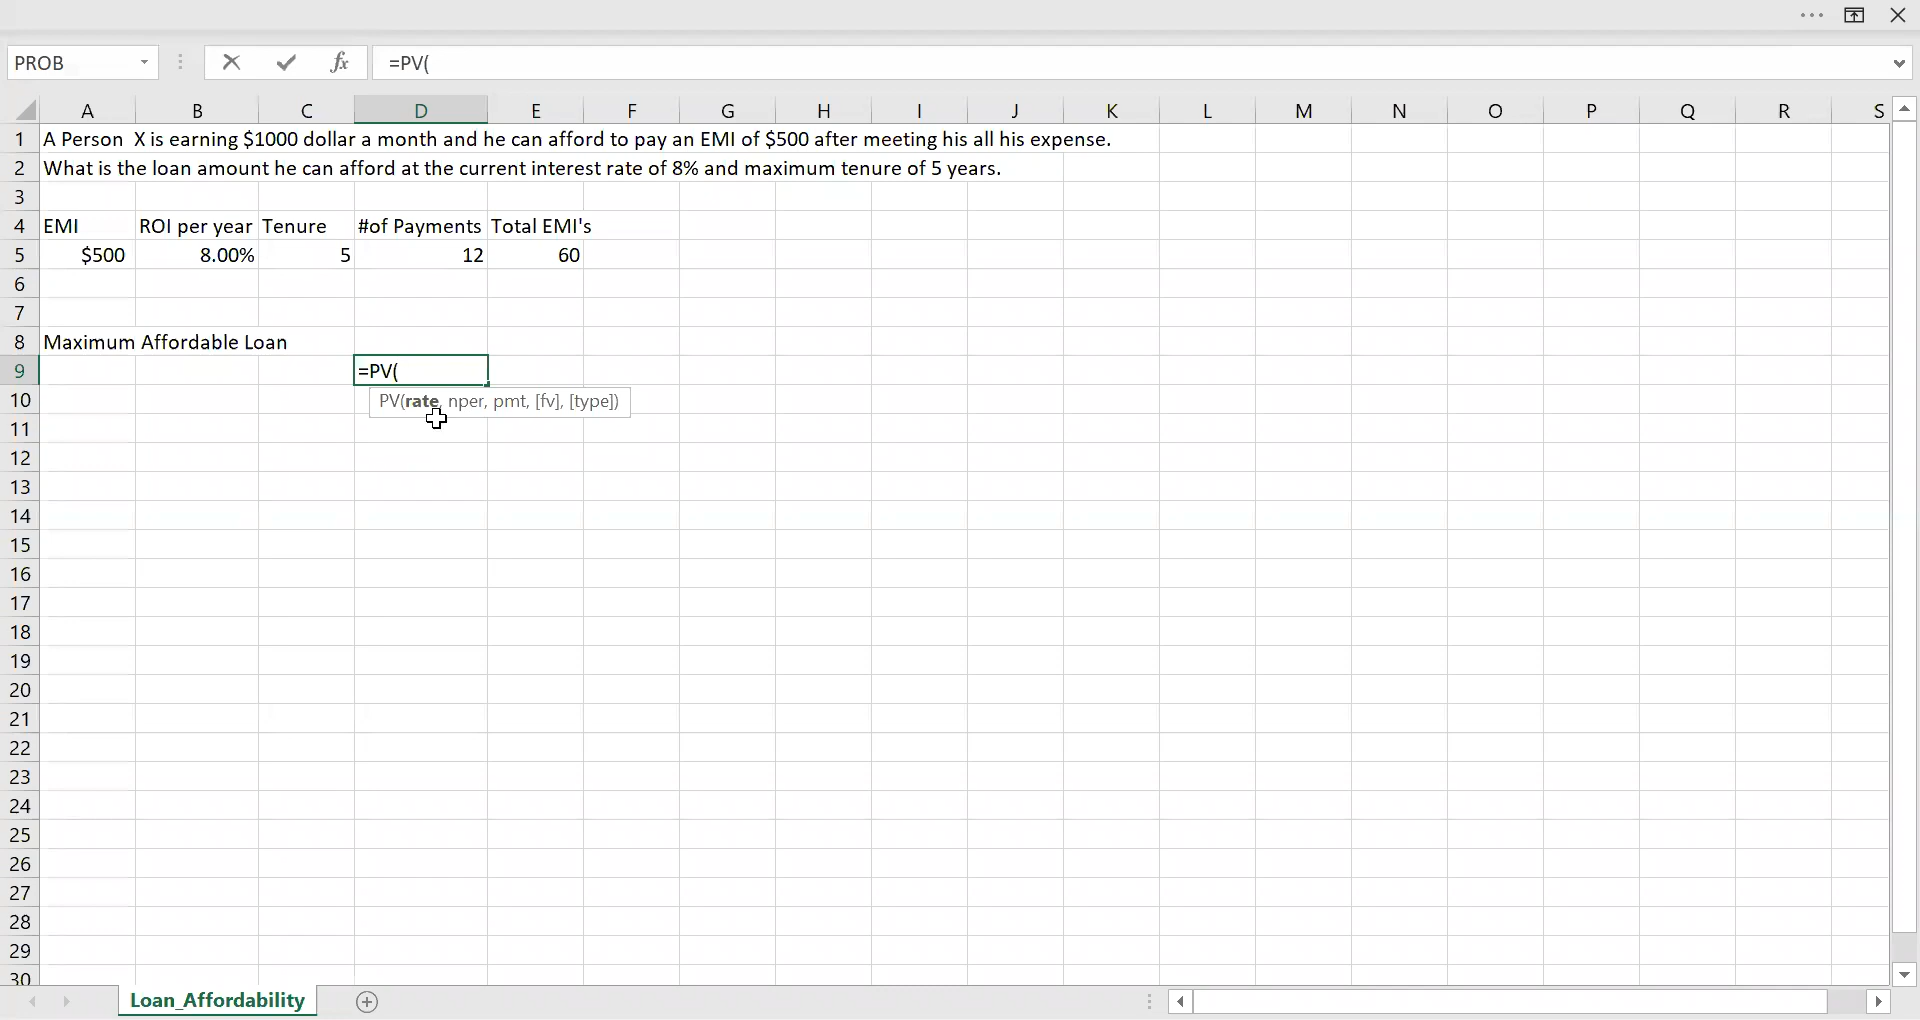 PROB fx =PV(
A B C D E F G H I J K L M N O P Q R S
1 A Person X is earning $1000 dollar a month and he can afford to pay an EMI of $500 after meeting his all his expense.
2 What is the loan amount he can afford at the current interest rate of 8% and maximum tenure of 5 years.
3
4 EMI ROI per year Tenure #of Payments Total EMI's
5 $500 8.00% 5 12 60
6
7
8 Maximum Affordable Loan
9 =PV(
10 PV(rate, nper, pmt, [fv], [type])
11
12
13
14
15
16
17
18
19
20
21
22
23
24
25
26
27
28
29
30
Loan_Affordability